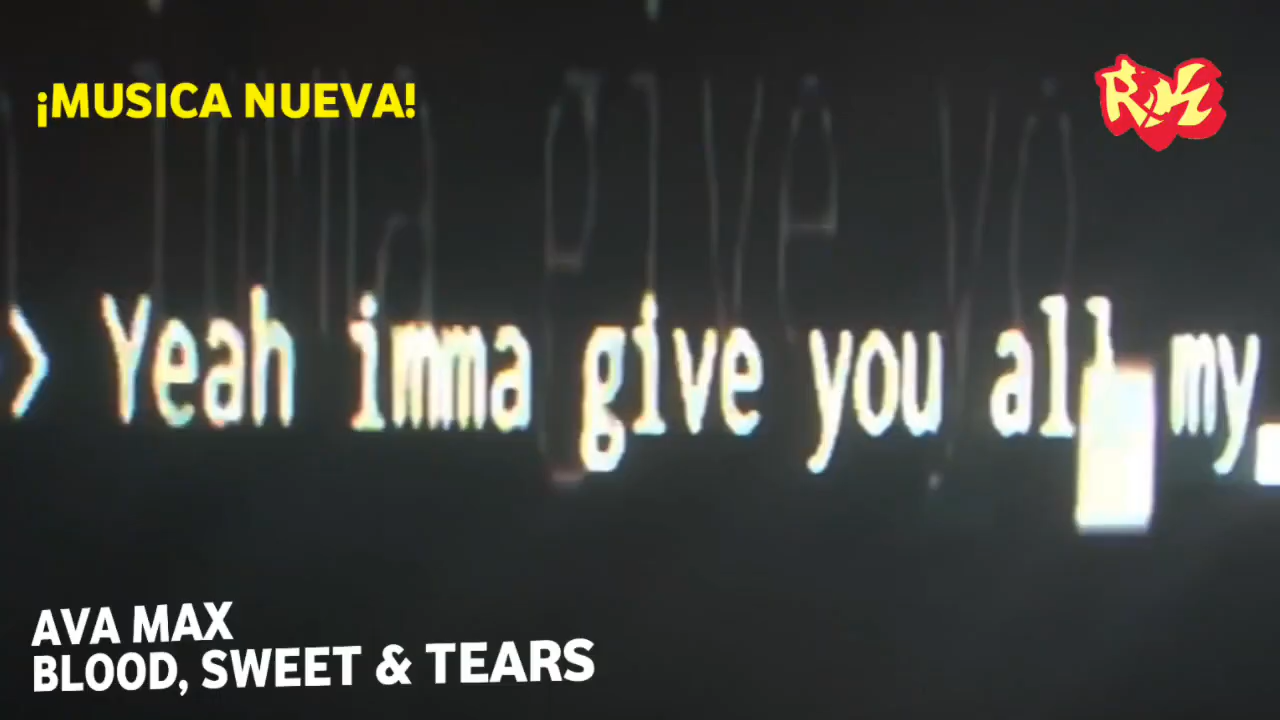 ¡MUSICA NUEVA!
R&K
> Yeah imma give you all my
AVA MAX
BLOOD, SWEET & TEARS